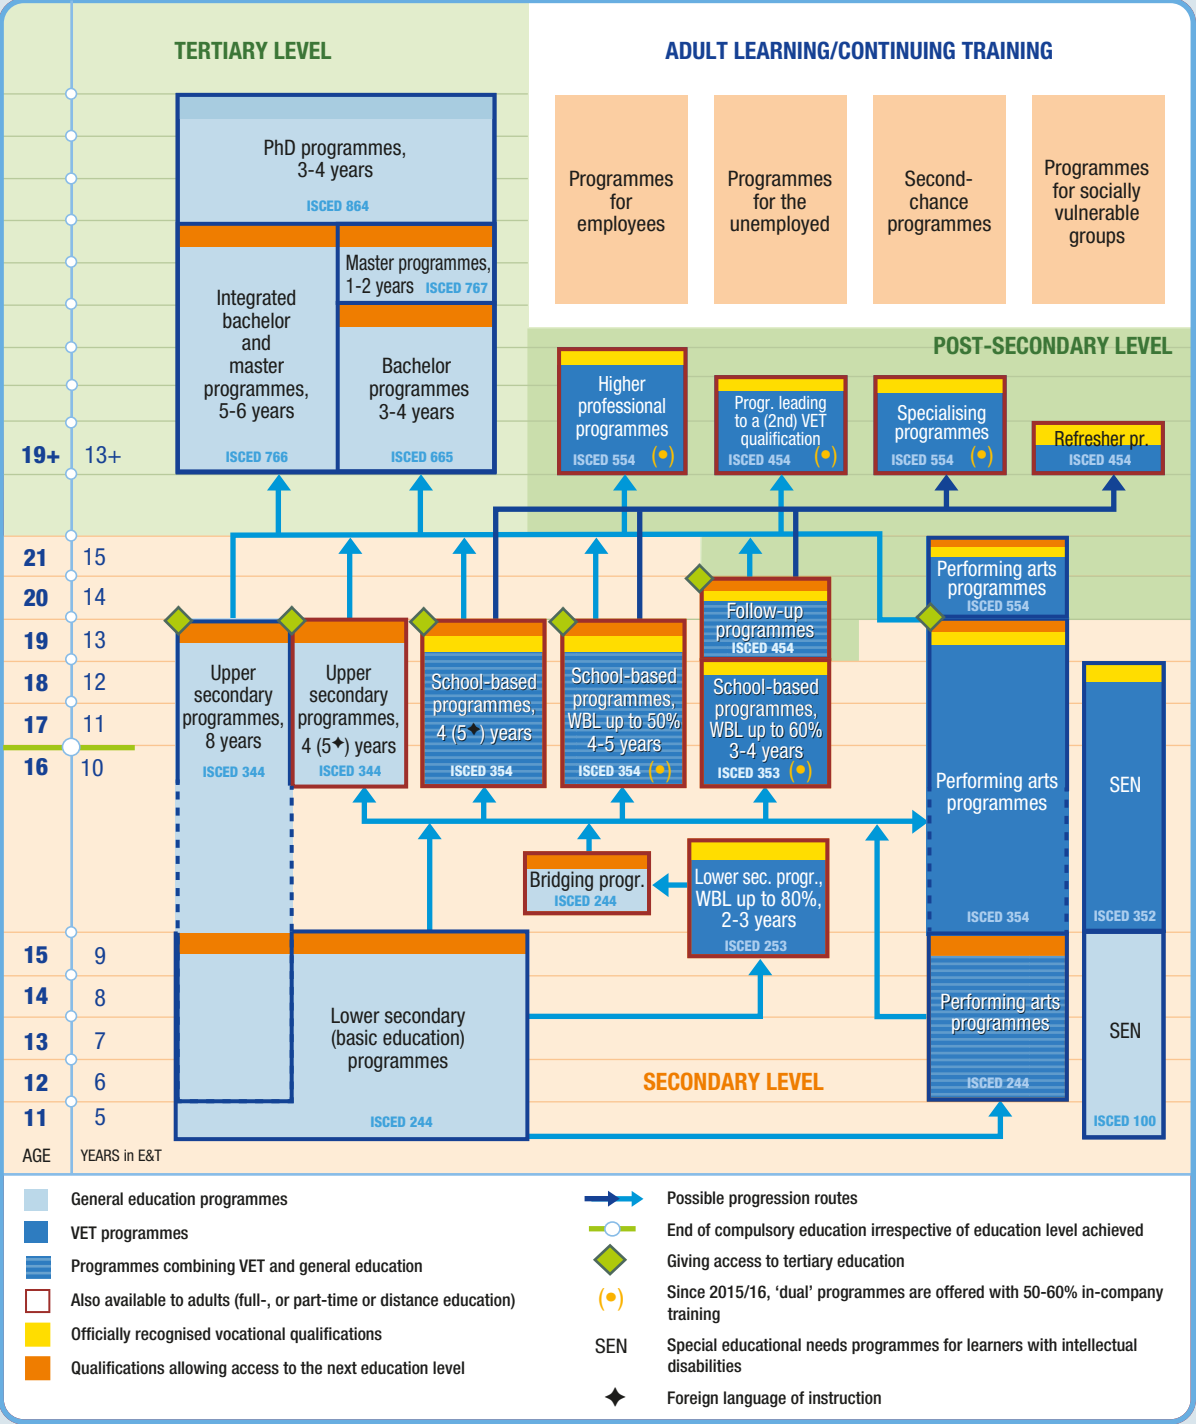 TERTIARY LEVEL
ADULT LEARNING/CONTINUING TRAINING
PhD programmes,
3-4 years
ISCED 864
Programmes
for
employees
Programmes
for the
unemployed
Second-
chance
programmes
Programmes
for socially
vulnerable
groups
Integrated
bachelor
and
master
programmes,
5-6 years
ISCED 766
Master programmes,
1-2 years ISCED 767
Bachelor
programmes
3-4 years
ISCED 665
POST-SECONDARY LEVEL
Higher
professional
programmes
ISCED 554 (•)
Progr. leading
to a (2nd) VET
qualification
ISCED 454 (•)
Specialising
programmes
ISCED 554 (•)
Refresher pr.
ISCED 454
19+ 13+
21 15
20 14
19 13
18 12
17 11
16 10
15 9
14 8
13 7
12 6
11 5
AGE YEARS in E&T
Performing arts
programmes
ISCED 554
Follow-up
programmes
ISCED 454
Upper
secondary
programmes,
8 years
ISCED 344
Upper
secondary
programmes,
4 (5✦) years
ISCED 344
School-based
programmes,
4 (5✦) years
ISCED 354
School-based
programmes,
WBL up to 50%
4-5 years
ISCED 354 (•)
School-based
programmes,
WBL up to 60%
3-4 years
ISCED 353 (•)
Performing arts
programmes
ISCED 354
SEN
ISCED 352
Bridging progr.
ISCED 244
Lower sec. progr.,
WBL up to 80%,
2-3 years
ISCED 253
Lower secondary
(basic education)
programmes
ISCED 244
Performing arts
programmes
ISCED 244
SEN
ISCED 100
SECONDARY LEVEL
General education programmes
VET programmes
Programmes combining VET and general education
Also available to adults (full-, or part-time or distance education)
Officially recognised vocational qualifications
Qualifications allowing access to the next education level
Possible progression routes
End of compulsory education irrespective of education level achieved
Giving access to tertiary education
(•) Since 2015/16, ‘dual’ programmes are offered with 50-60% in-company
training
SEN Special educational needs programmes for learners with intellectual
disabilities
✦ Foreign language of instruction